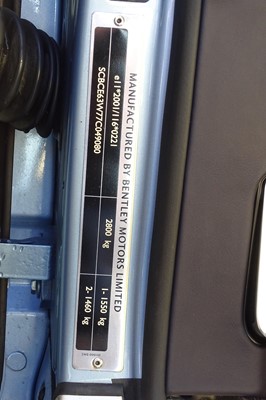 MANUFACTURED BY BENTLEY MOTORS LIMITED
e11*2001/116*0221
SCBCE63W77C049080
2800 kg
1- 1550 kg
2- 1460 kg